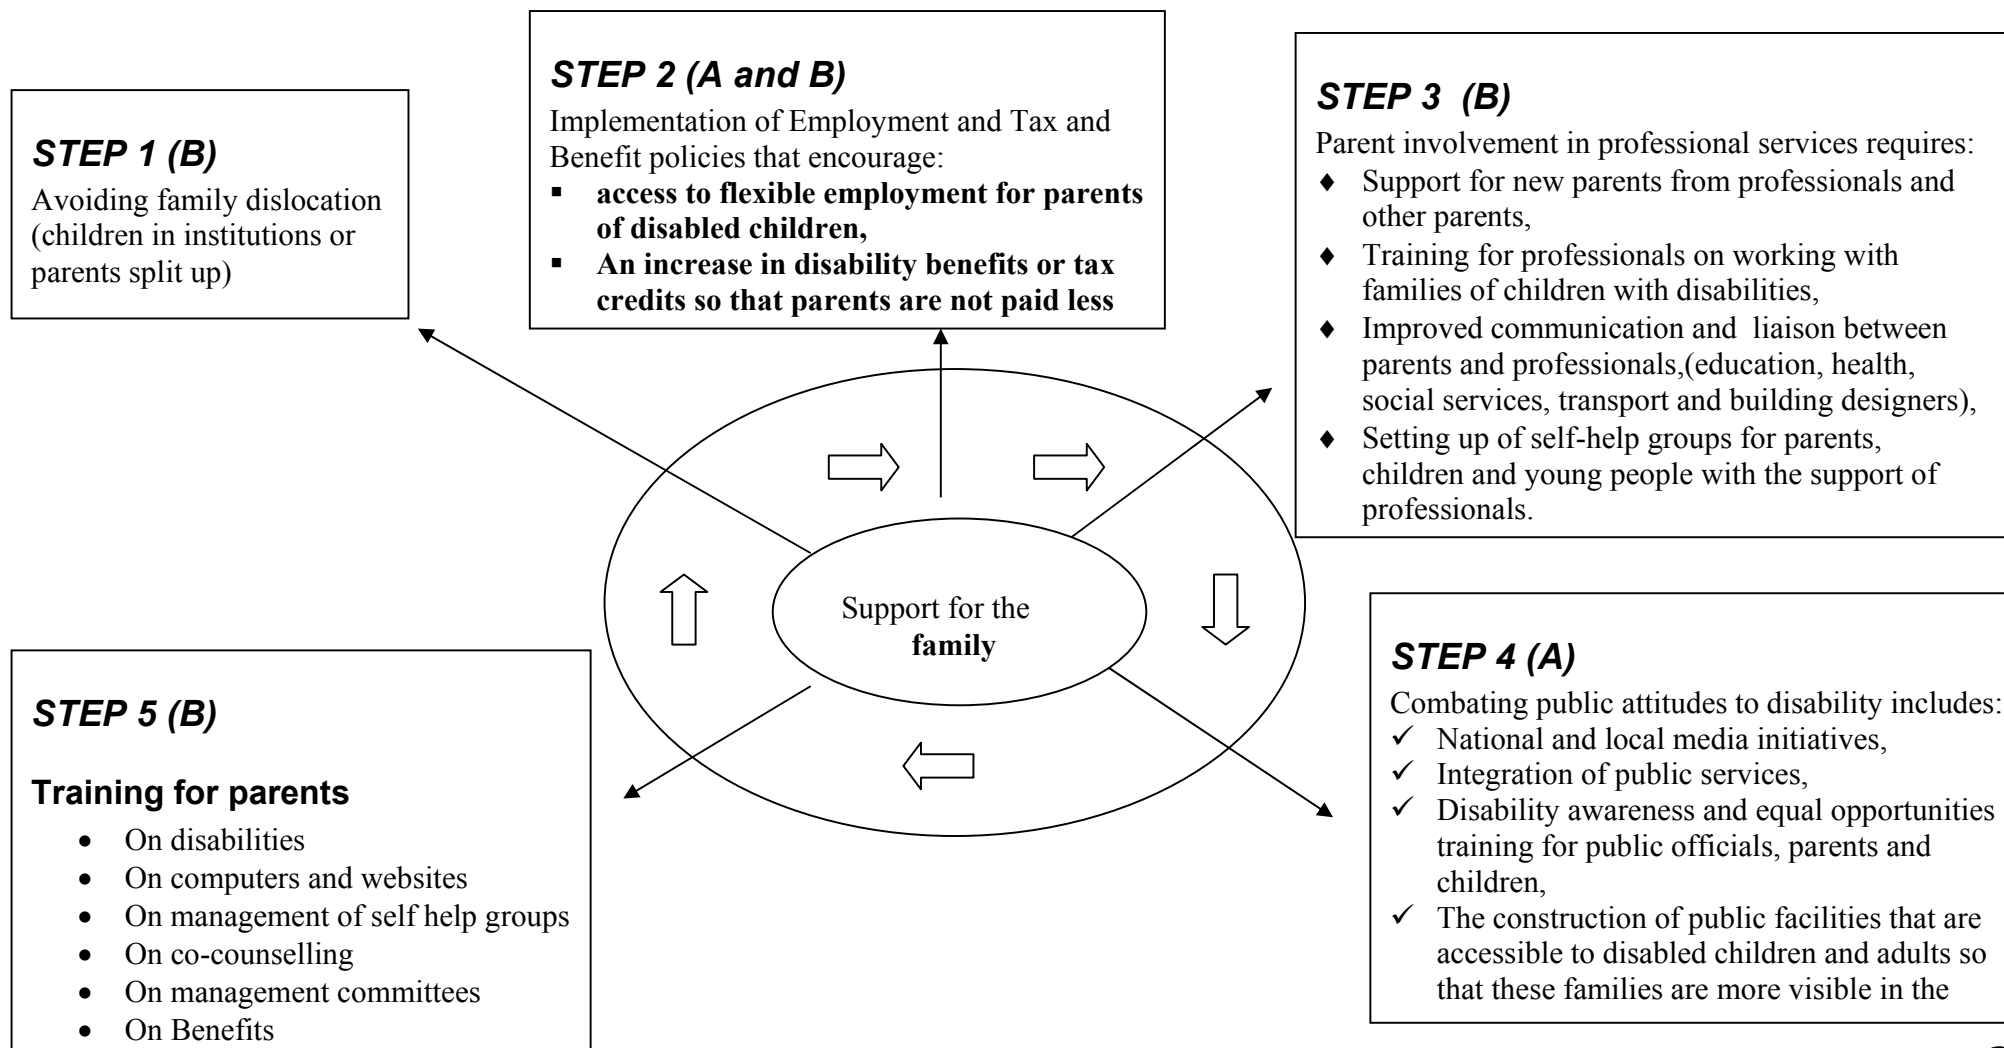 STEP 1 (B)
Avoiding family dislocation
(children in institutions or
parents split up)
STEP 2 (A and B)
Implementation of Employment and Tax and
Benefit policies that encourage:
▪ access to flexible employment for parents
of disabled children,
▪ An increase in disability benefits or tax
credits so that parents are not paid less
STEP 3 (B)
Parent involvement in professional services requires:
♦ Support for new parents from professionals and
other parents,
♦ Training for professionals on working with
families of children with disabilities,
♦ Improved communication and liaison between
parents and professionals,(education, health,
social services, transport and building designers),
♦ Setting up of self-help groups for parents,
children and young people with the support of
professionals.
Support for the
family
STEP 4 (A)
Combating public attitudes to disability includes:
✓ National and local media initiatives,
✓ Integration of public services,
✓ Disability awareness and equal opportunities
training for public officials, parents and
children,
✓ The construction of public facilities that are
accessible to disabled children and adults so
that these families are more visible in the
STEP 5 (B)
Training for parents
• On disabilities
• On computers and websites
• On management of self help groups
• On co-counselling
• On management committees
• On Benefits